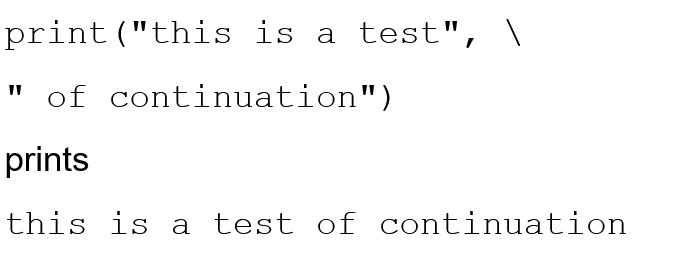 print("this is a test", \
" of continuation")
prints
this is a test of continuation